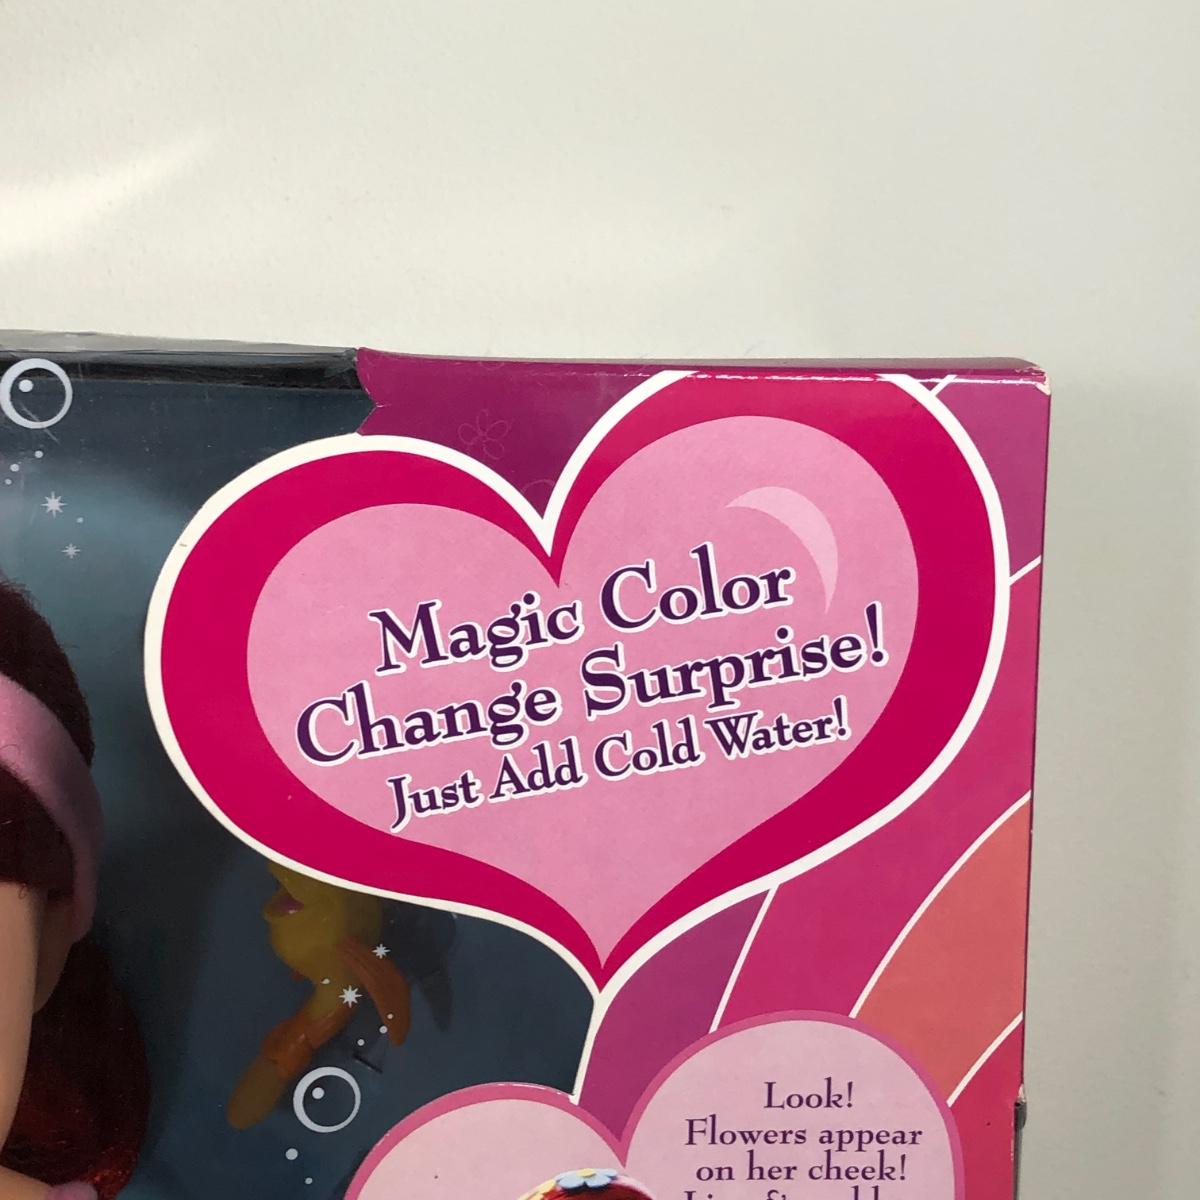 Magic Color
Change Surprise!
Just Add Cold Water!
Look!
Flowers appear
on her cheek!